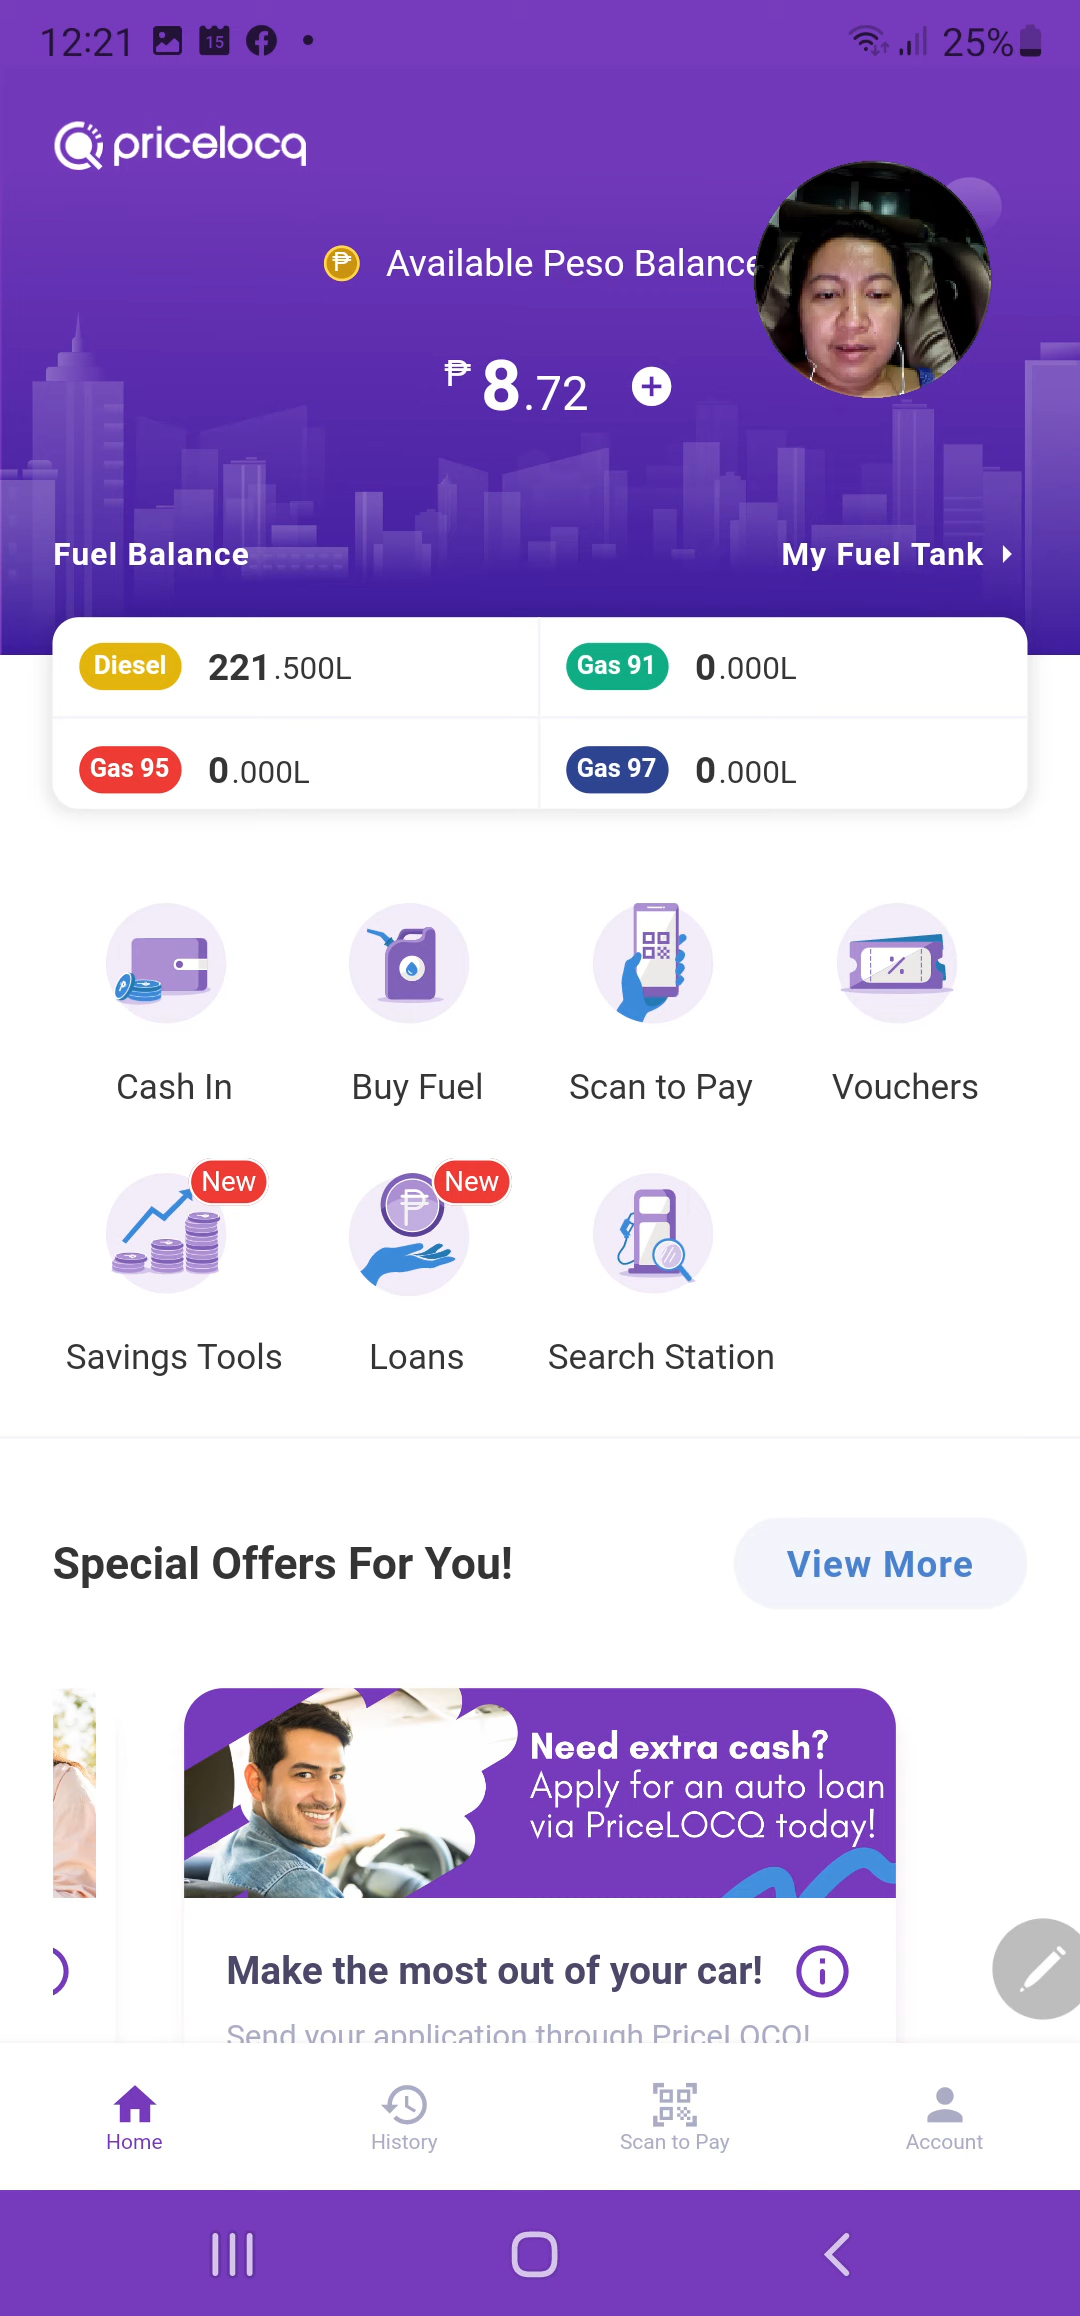 12:21
15
25%
pricelocq
Available Peso Balance
₱ 8.72
Fuel Balance
My Fuel Tank
Diesel 221.500L
Gas 91 0.000L
Gas 95 0.000L
Gas 97 0.000L
Cash In
Buy Fuel
Scan to Pay
Vouchers
New
New
Savings Tools
Loans
Search Station
Special Offers For You!
View More
Need extra cash?
Apply for an auto loan
via PriceLOCQ today!
Make the most out of your car!
Send your application through PriceLOCQ!
Home
History
Scan to Pay
Account